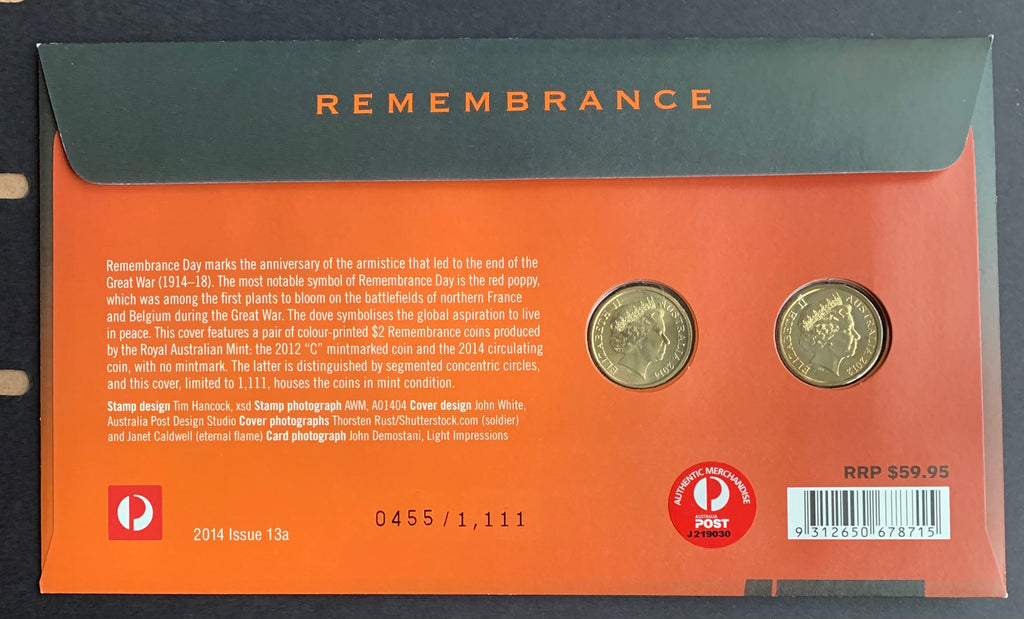 REMEMBRANCE
Remembrance Day marks the anniversary of the armistice that led to the end of the
Great War (1914–18). The most notable symbol of Remembrance Day is the red poppy,
which was among the first plants to bloom on the battlefields of northern France
and Belgium during the Great War. The dove symbolises the global aspiration to live
in peace. This cover features a pair of colour-printed $2 Remembrance coins produced
by the Royal Australian Mint: the 2012 “C” mintmarked coin and the 2014 circulating
coin, with no mintmark. The latter is distinguished by segmented concentric circles,
and this cover, limited to 1,111, houses the coins in mint condition.
Stamp design Tim Hancock, xsd Stamp photograph AWM, A01404 Cover design John White,
Australia Post Design Studio Cover photographs Thorsten Rust/Shutterstock.com (soldier)
and Janet Caldwell (eternal flame) Card photograph John Demostani, Light Impressions
ELIZABETH II AUSTRALIA 2014
ELIZABETH II AUSTRALIA 2012
2014 Issue 13a
0455/1,111
AUTHENTIC MERCHANDISE
AUSTRALIA
POST
J219030
RRP $59.95
9 312650 678715